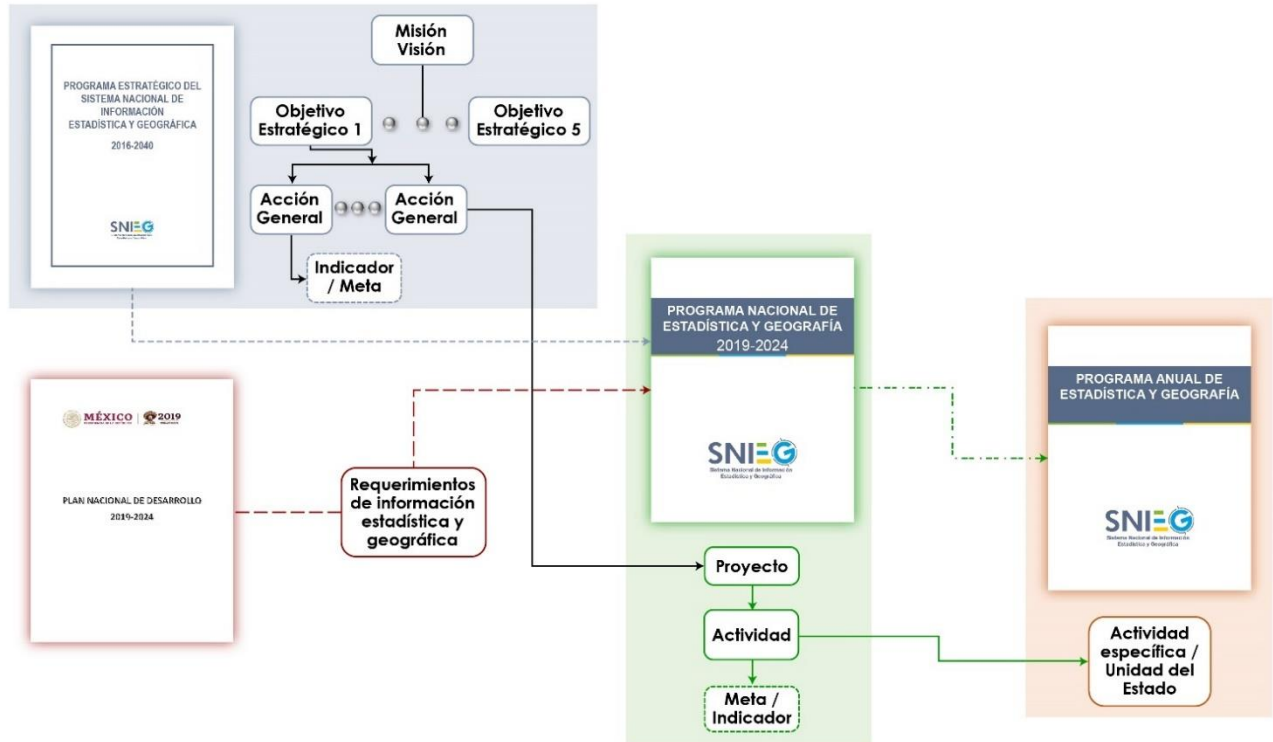 Misión
Visión
PROGRAMA ESTRATÉGICO DEL
SISTEMA NACIONAL DE
INFORMACIÓN
ESTADÍSTICA Y GEOGRÁFICA
2016-2040
SNIEG
Objetivo
Estratégico 1
Objetivo
Estratégico 5
Acción
General
Acción
General
Indicador
/ Meta
PROGRAMA NACIONAL DE
ESTADÍSTICA Y GEOGRAFÍA
2019-2024
SNIEG
Sistema Nacional de Información
Estadística y Geográfica
PROGRAMA ANUAL DE
ESTADÍSTICA Y GEOGRAFÍA
SNIEG
Sistema Nacional de Información
Estadística y Geográfica
MÉXICO
2019
PLAN NACIONAL DE DESARROLLO
2019-2024
Requerimientos
de información
estadística y
geográfica
Proyecto
Actividad
Meta /
Indicador
Actividad
específica /
Unidad del
Estado